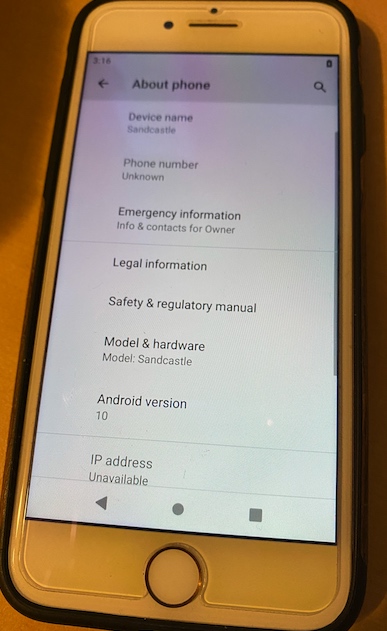 3:16
About phone
Device name
Sandcastle
Phone number
Unknown
Emergency information
Info & contacts for Owner
Legal information
Safety & regulatory manual
Model & hardware
Model: Sandcastle
Android version
10
IP address
Unavailable